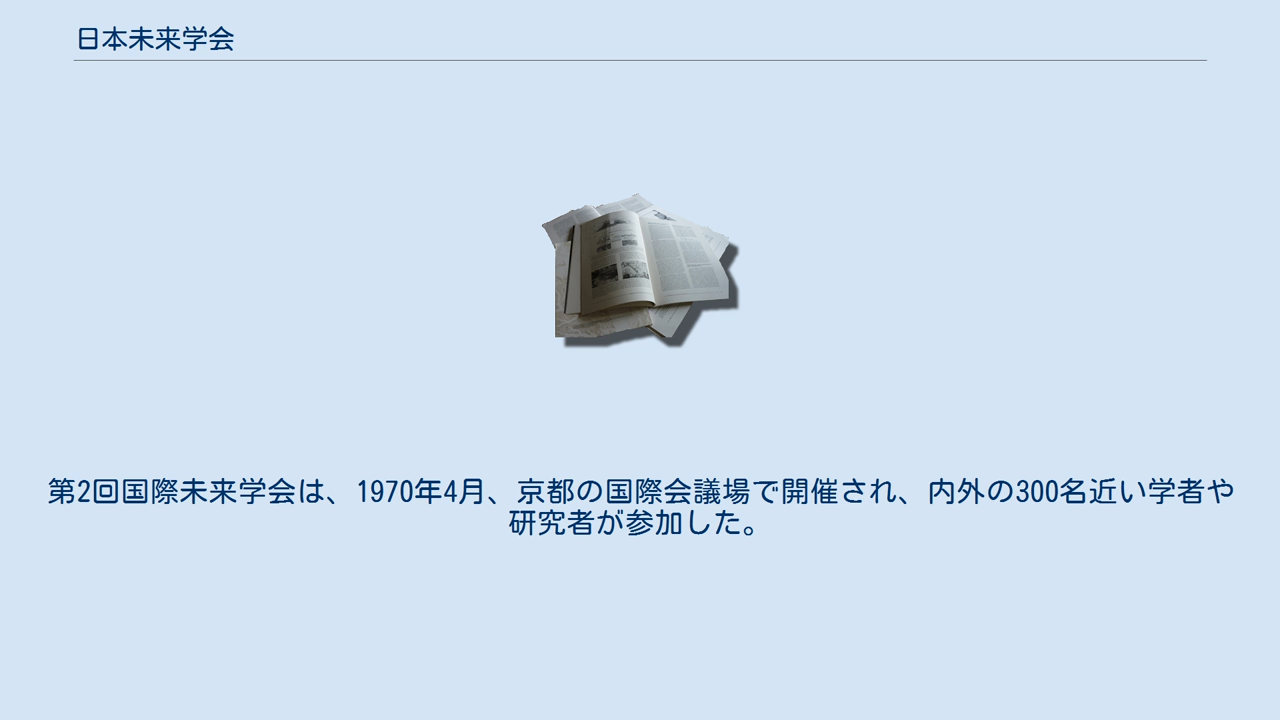 日本未来学会
第2回国際未来学会は、1970年4月、京都の国際会議場で開催され、内外の300名近い学者や
研究者が参加した。